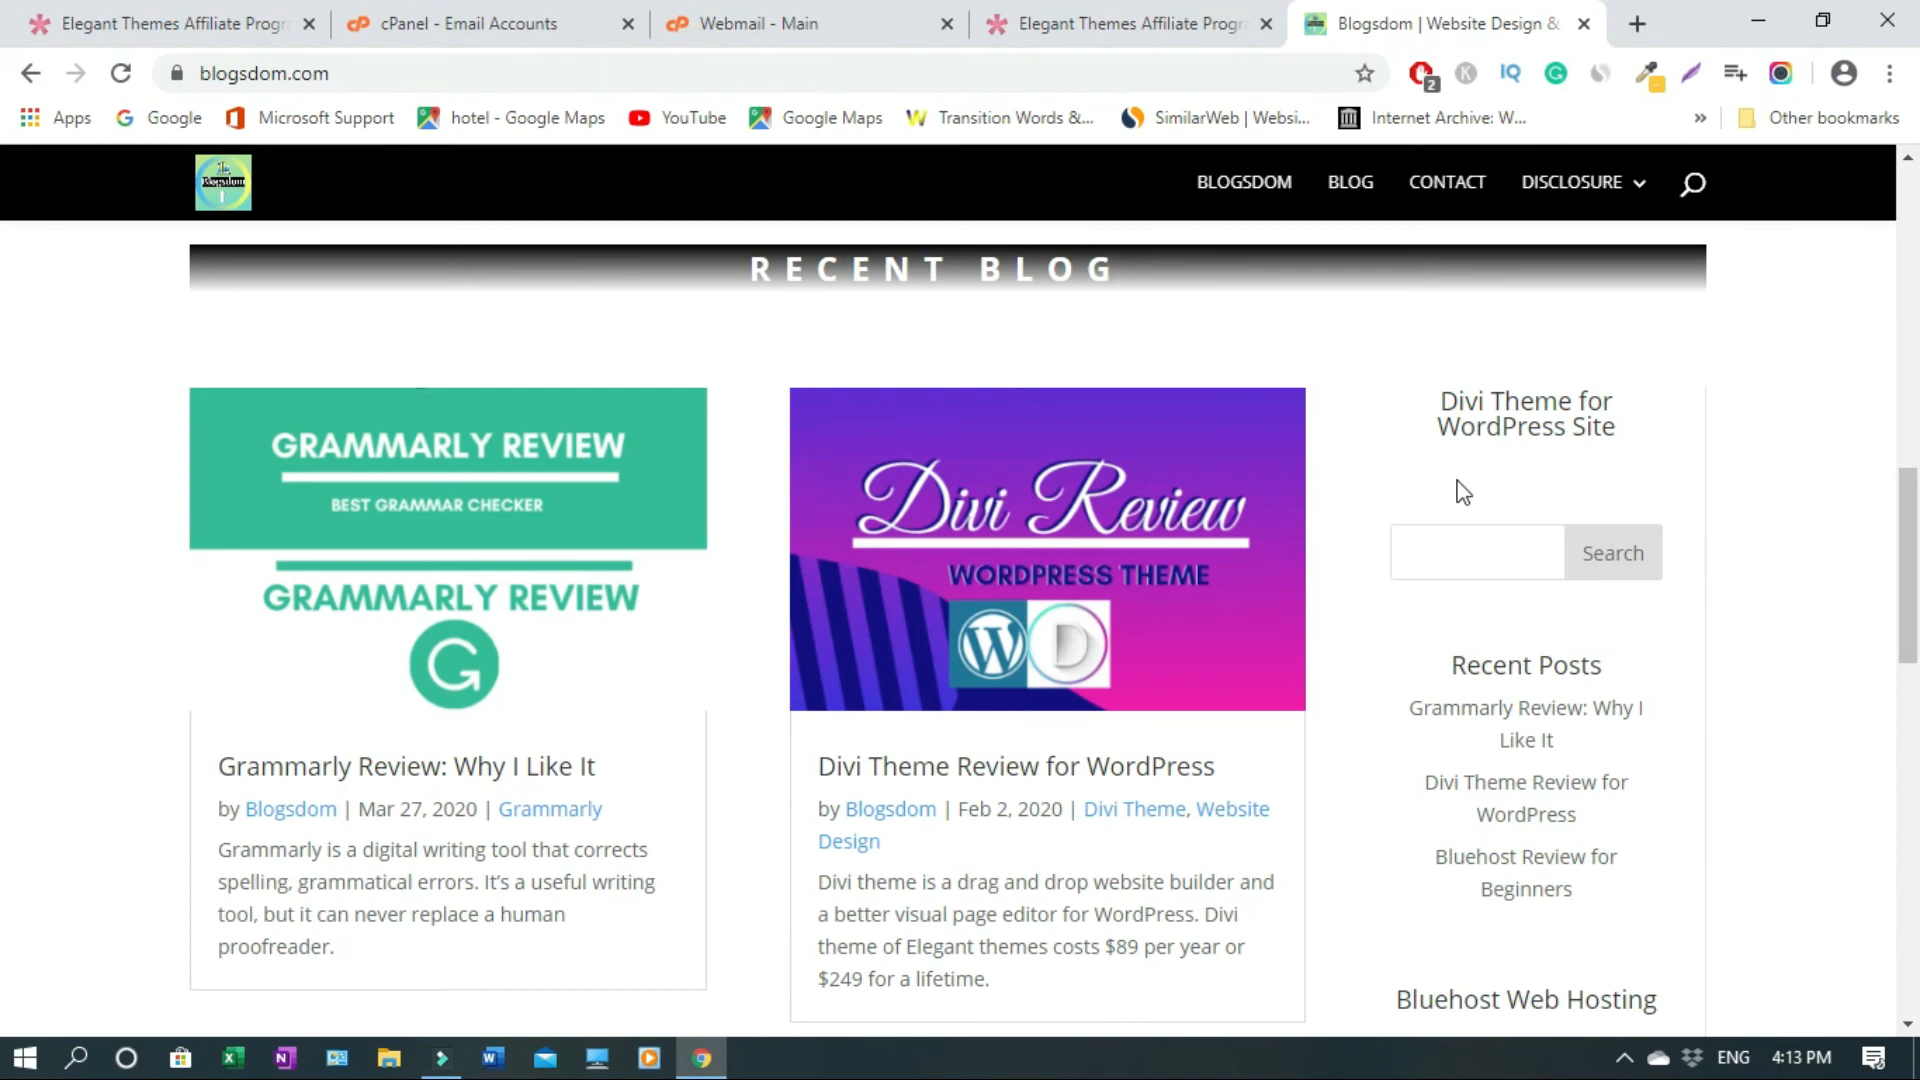 Elegant Themes Affiliate Progr
cPanel - Email Accounts
Webmail - Main
Elegant Themes Affiliate Progr
Blogsdom | Website Design &
blogsdom.com
2
K
IQ
Apps
Google
Microsoft Support
hotel - Google Maps
YouTube
Google Maps
Transition Words &...
SimilarWeb | Websi...
Internet Archive: W...
Other bookmarks
Blogsdom
BLOGSDOM
BLOG
CONTACT
DISCLOSURE
RECENT BLOG
GRAMMARLY REVIEW
BEST GRAMMAR CHECKER
GRAMMARLY REVIEW
Grammarly Review: Why I Like It
by Blogsdom | Mar 27, 2020 | Grammarly
Grammarly is a digital writing tool that corrects
spelling, grammatical errors. It’s a useful writing
tool, but it can never replace a human
proofreader.
Divi Review
WORDPRESS THEME
D
Divi Theme Review for WordPress
by Blogsdom | Feb 2, 2020 | Divi Theme, Website
Design
Divi theme is a drag and drop website builder and
a better visual page editor for WordPress. Divi
theme of Elegant themes costs $89 per year or
$249 for a lifetime.
Divi Theme for
WordPress Site
Search
Recent Posts
Grammarly Review: Why I
Like It
Divi Theme Review for
WordPress
Bluehost Review for
Beginners
Bluehost Web Hosting
ENG
4:13 PM